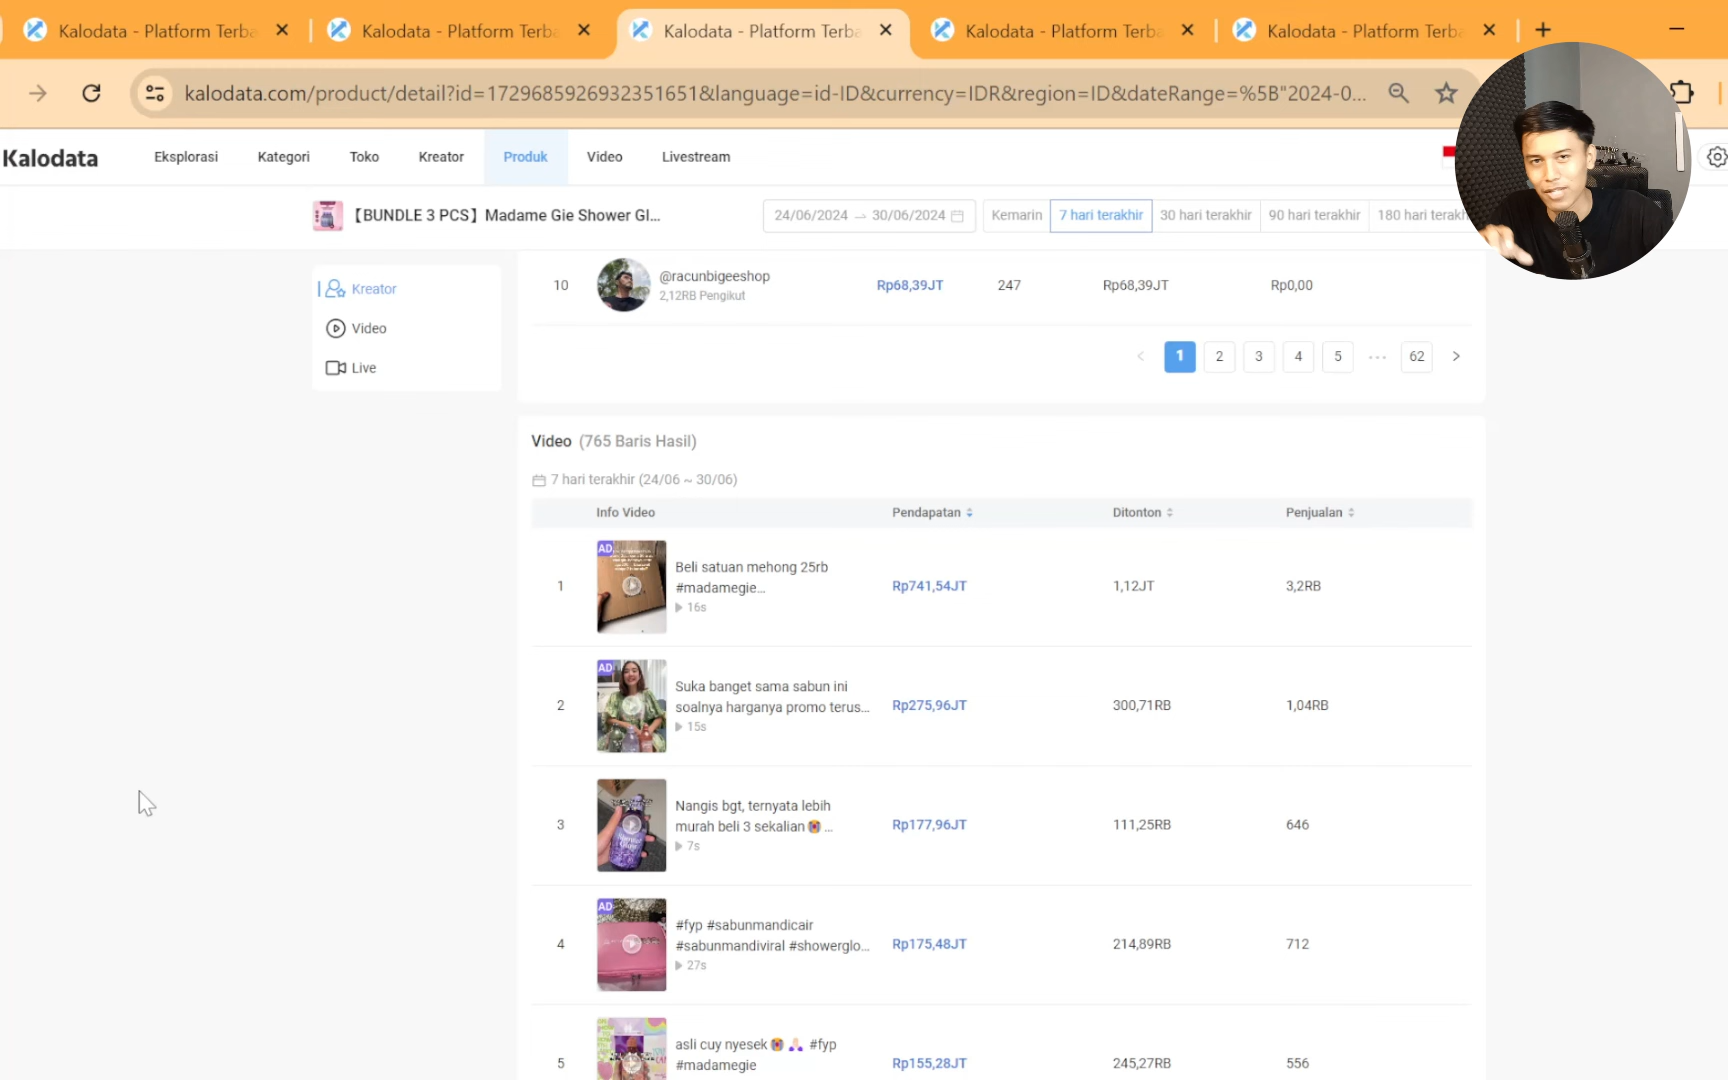 Kalodata - Platform Terba
Kalodata - Platform Terba
Kalodata - Platform Terba
Kalodata - Platform Terba
Kalodata - Platform Terba
kalodata.com/product/detail?id=1729685926932351651&language=id-ID&currency=IDR&region=ID&dateRange=%5B"2024-0...
Kalodata
Eksplorasi
Kategori
Toko
Kreator
Produk
Video
Livestream
【BUNDLE 3 PCS】Madame Gie Shower Gl...
24/06/2024 → 30/06/2024
Kemarin
7 hari terakhir
30 hari terakhir
90 hari terakhir
180 hari terakh
Kreator
Video
Live
10
@racunbigeeshop
2,12RB Pengikut
Rp68,39JT
247
Rp68,39JT
Rp0,00
< 1 2 3 4 5 ••• 62 >
Video (765 Baris Hasil)
7 hari terakhir (24/06 ~ 30/06)
Info Video
Pendapatan
Ditonton
Penjualan
1
AD
Beli satuan mehong 25rb
#madamegie...
16s
Rp741,54JT
1,12JT
3,2RB
2
AD
Suka banget sama sabun ini
soalnya harganya promo terus...
15s
Rp275,96JT
300,71RB
1,04RB
3
Nangis bgt, ternyata lebih
murah beli 3 sekalian 😭 ...
7s
Rp177,96JT
111,25RB
646
4
AD
#fyp #sabunmandicair
#sabunmandiviral #showerglo...
27s
Rp175,48JT
214,89RB
712
5
asli cuy nyesek 😭 🙏🏻 #fyp
#madamegie
Rp155,28JT
245,27RB
556